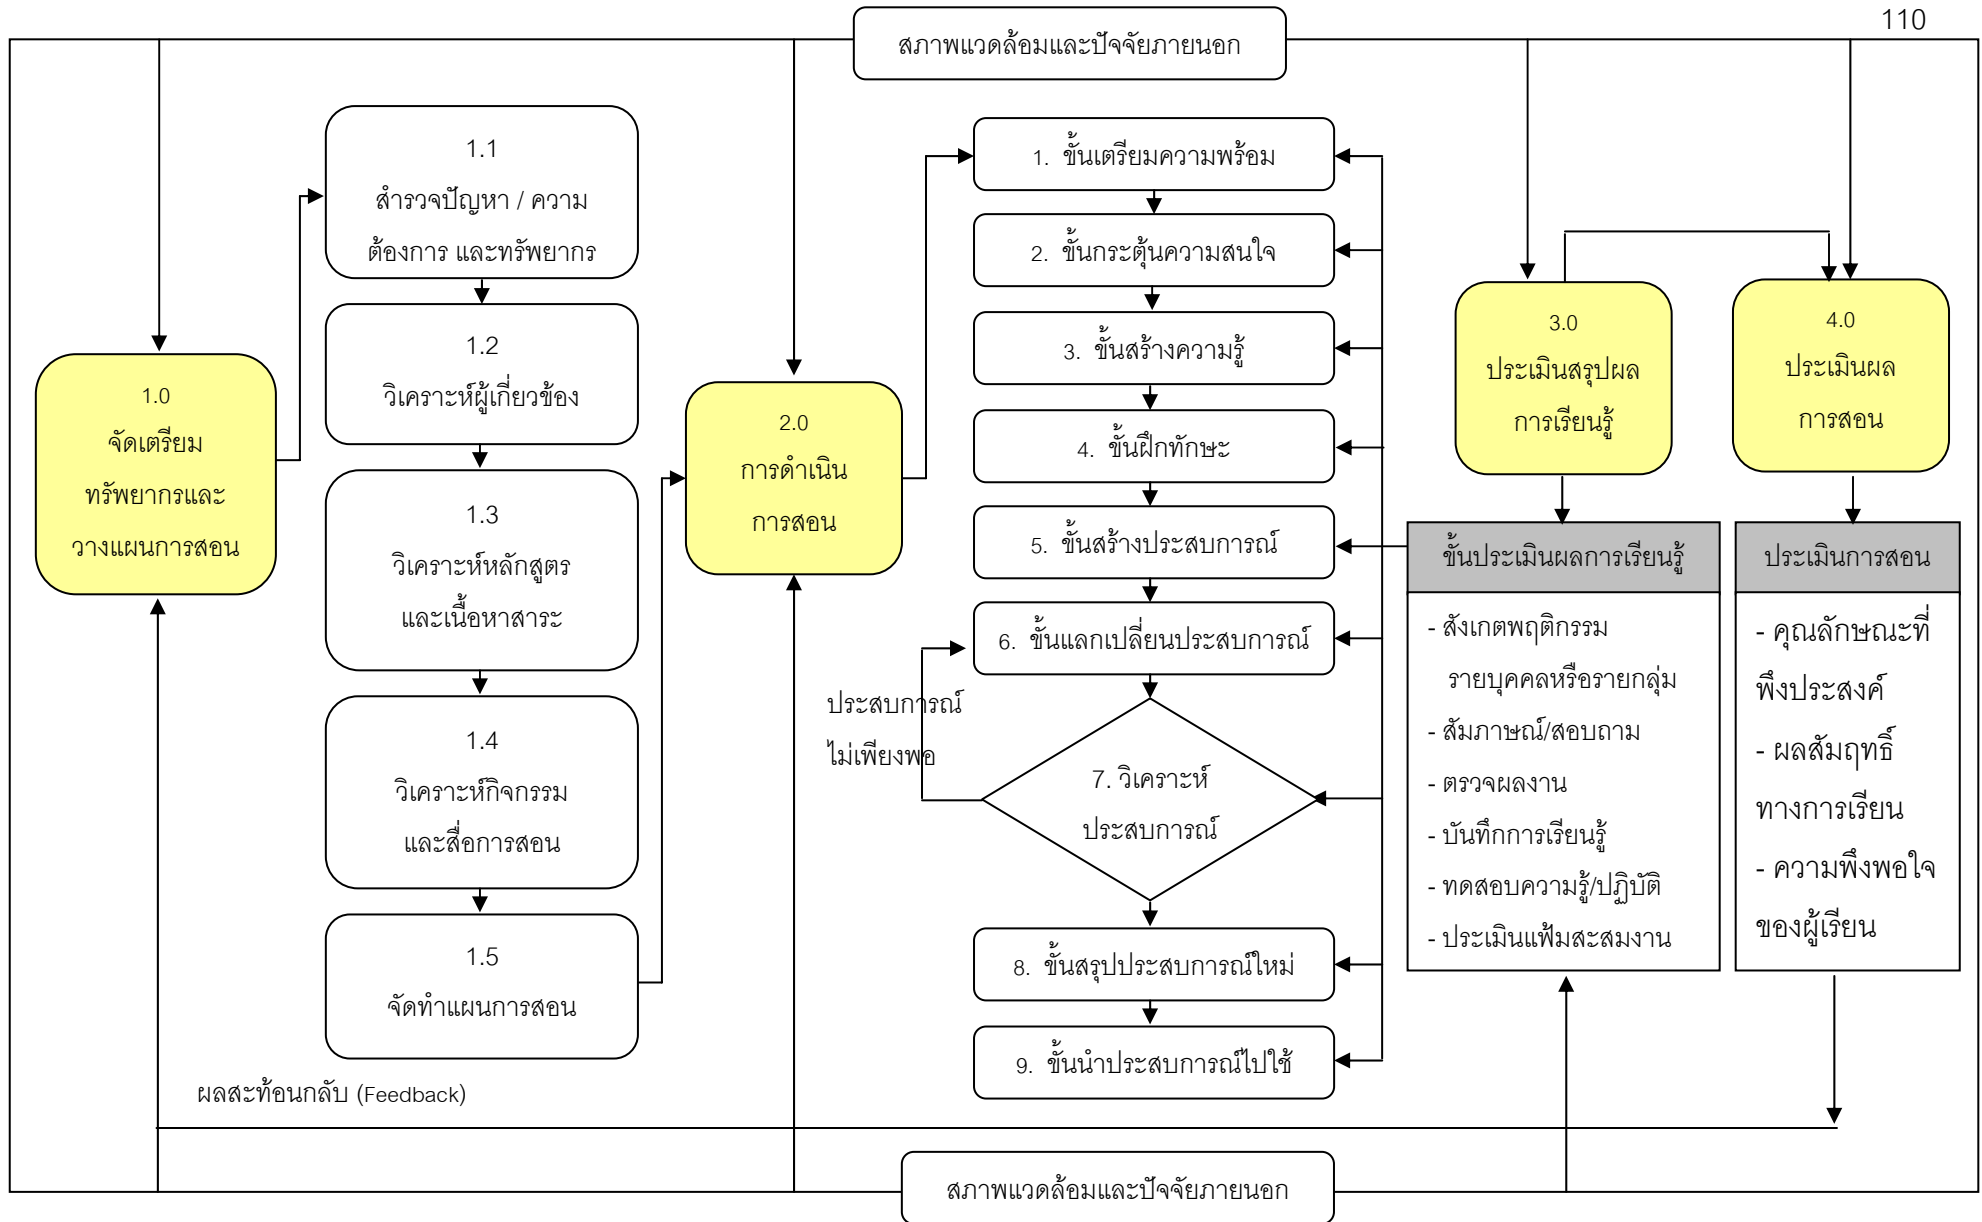 110
สภาพแวดล้อมและปัจจัยภายนอก
1.0
จัดเตรียม
ทรัพยากรและ
วางแผนการสอน
1.1
สำรวจปัญหา / ความ
ต้องการ และทรัพยากร
1.2
วิเคราะห์ผู้เกี่ยวข้อง
1.3
วิเคราะห์หลักสูตร
และเนื้อหาสาระ
1.4
วิเคราะห์กิจกรรม
และสื่อการสอน
1.5
จัดทำแผนการสอน
2.0
การดำเนิน
การสอน
1. ขั้นเตรียมความพร้อม
2. ขั้นกระตุ้นความสนใจ
3. ขั้นสร้างความรู้
4. ขั้นฝึกทักษะ
5. ขั้นสร้างประสบการณ์
6. ขั้นแลกเปลี่ยนประสบการณ์
ประสบการณ์
ไม่เพียงพอ
7. วิเคราะห์
ประสบการณ์
8. ขั้นสรุปประสบการณ์ใหม่
9. ขั้นนำประสบการณ์ไปใช้
3.0
ประเมินสรุปผล
การเรียนรู้
ขั้นประเมินผลการเรียนรู้
- สังเกตพฤติกรรม
รายบุคคลหรือรายกลุ่ม
- สัมภาษณ์/สอบถาม
- ตรวจผลงาน
- บันทึกการเรียนรู้
- ทดสอบความรู้/ปฏิบัติ
- ประเมินแฟ้มสะสมงาน
4.0
ประเมินผล
การสอน
ประเมินการสอน
- คุณลักษณะที่
พึงประสงค์
- ผลสัมฤทธิ์
ทางการเรียน
- ความพึงพอใจ
ของผู้เรียน
ผลสะท้อนกลับ (Feedback)
สภาพแวดล้อมและปัจจัยภายนอก